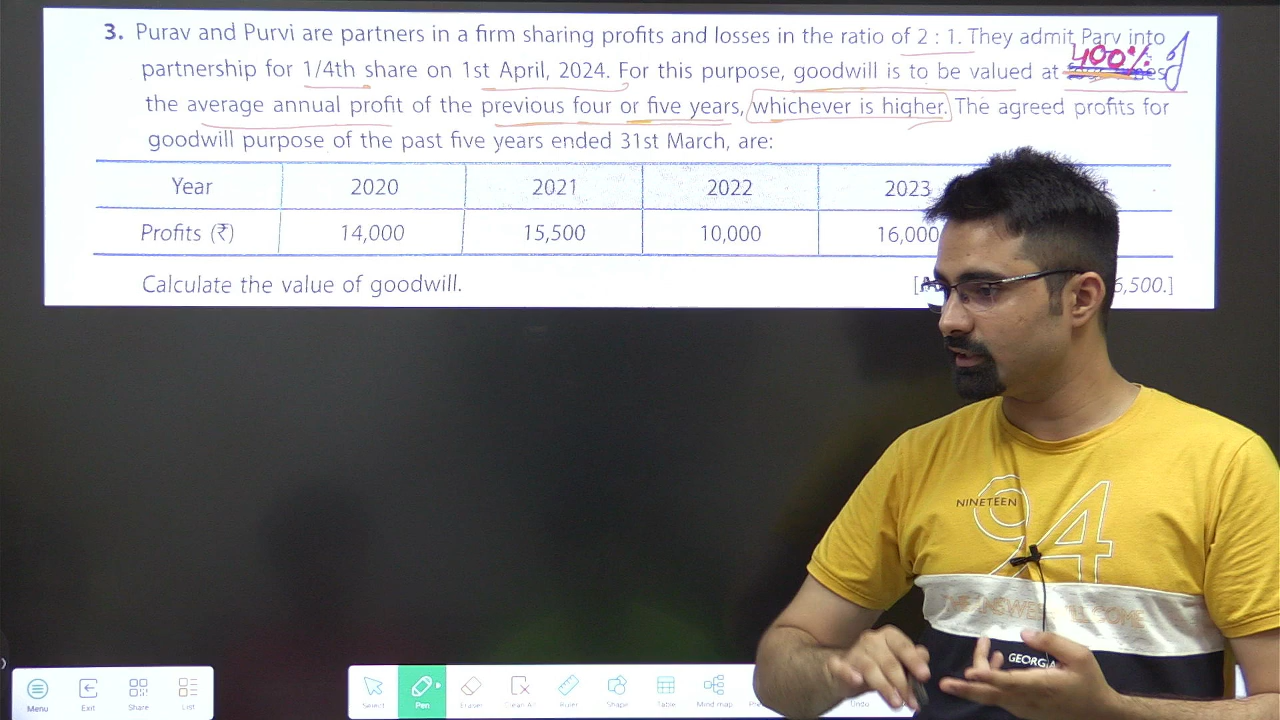 3. Purav and Purvi are partners in a firm sharing profits and losses in the ratio of 2 : 1. They admit Parv into
partnership for 1/4th 1st April, 2024. For this purpose, goodwill is to be valued at 400% of
the average annual profit of the previous four or five years, whichever is higher. The agreed profits for
goodwill purpose of the past five years ended 31st March, are:
Year 2020 2021 2022 2023
Profits (₹) 14,000 15,500 10,000 16,000
Calculate the value of goodwill. 6,500.]
NINETEEN
94
GEORGIA
Menu Exit Share List Select Pen Eraser Clear All Ruler Shape Table Mind map Undo